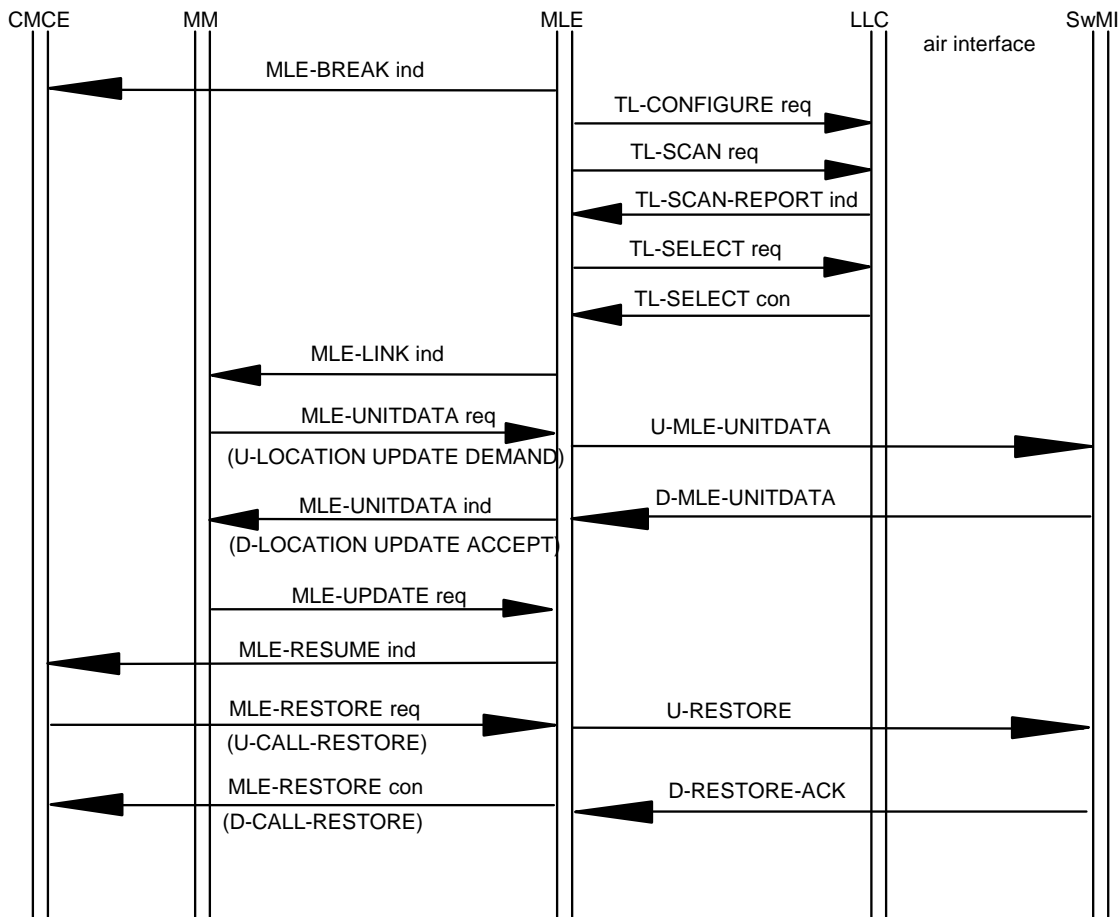 CMCE MM MLE LLC SwMI
air interface
MLE-BREAK ind
TL-CONFIGURE req
TL-SCAN req
TL-SCAN-REPORT ind
TL-SELECT req
TL-SELECT con
MLE-LINK ind
MLE-UNITDATA req
U-MLE-UNITDATA
(U-LOCATION UPDATE DEMAND)
MLE-UNITDATA ind
D-MLE-UNITDATA
(D-LOCATION UPDATE ACCEPT)
MLE-UPDATE req
MLE-RESUME ind
MLE-RESTORE req
U-RESTORE
(U-CALL-RESTORE)
MLE-RESTORE con
D-RESTORE-ACK
(D-CALL-RESTORE)